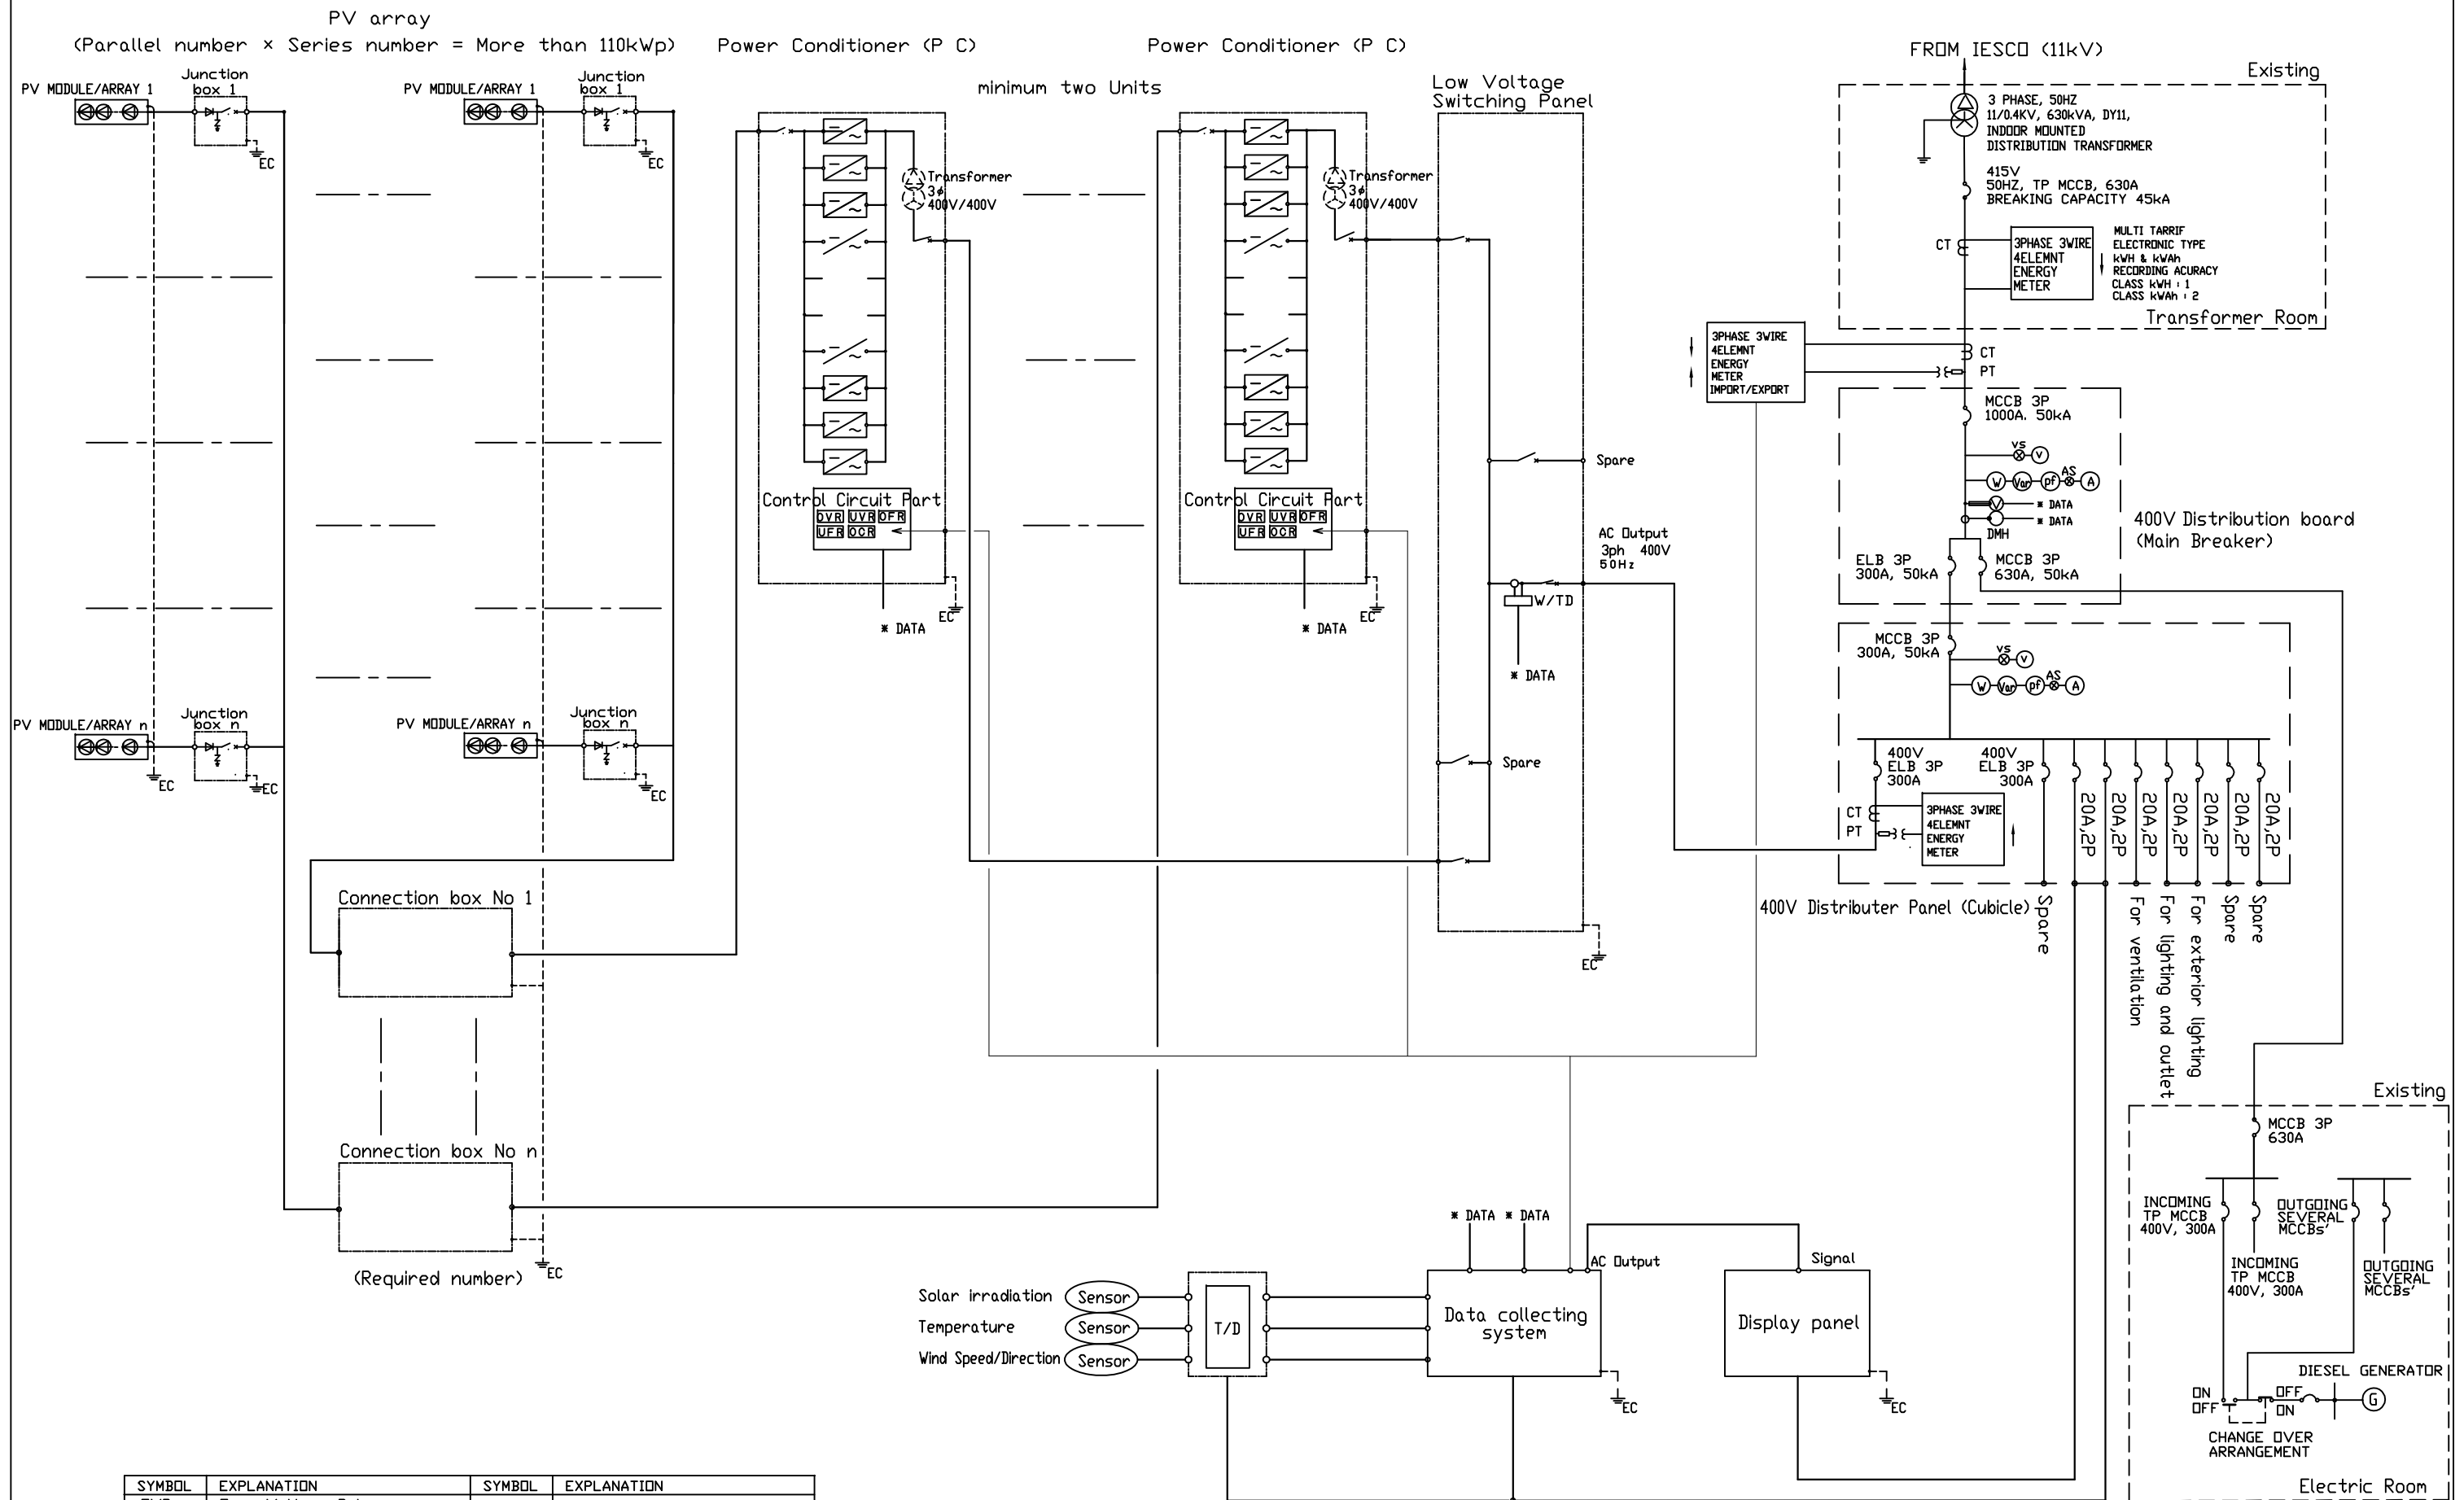 PV array
(Parallel number × Series number = More than 110kWp)
Power Conditioner (P C)
Power Conditioner (P C)
minimum two Units
Low Voltage
Switching Panel
FROM IESCO (11kV)
Existing
PV MODULE/ARRAY 1
Junction
box 1
EC
PV MODULE/ARRAY 1
Junction
box 1
EC
Transformer
3ϕ
400V/400V
Transformer
3ϕ
400V/400V
3 PHASE, 50HZ
11/0.4KV, 630kVA, DY11,
INDOOR MOUNTED
DISTRIBUTION TRANSFORMER
415V
50HZ, TP MCCB, 630A
BREAKING CAPACITY 45kA
CT
3PHASE 3WIRE
4ELEMNT
ENERGY
METER
MULTI TARRIF
ELECTRONIC TYPE
kWH & kWAh
RECORDING ACURACY
CLASS kWH : 1
CLASS kWAh : 2
Transformer Room
3PHASE 3WIRE
4ELEMNT
ENERGY
METER
IMPORT/EXPORT
CT
PT
MCCB 3P
1000A. 50kA
VS
V
W
Var
pf
AS
A
V
* DATA
* DATA
DMH
400V Distribution board
(Main Breaker)
ELB 3P
300A, 50kA
MCCB 3P
630A, 50kA
Control Circuit Part
OVR UVR OFR
UFR OCR
* DATA
EC
Control Circuit Part
OVR UVR OFR
UFR OCR
* DATA
EC
Spare
AC Output
3ph 400V
50Hz
W/TD
* DATA
Spare
EC
MCCB 3P
300A, 50kA
VS
V
W
Var
pf
AS
A
400V
ELB 3P
300A
400V
ELB 3P
300A
CT
PT
3PHASE 3WIRE
4ELEMNT
ENERGY
METER
20A,2P
20A,2P
20A,2P
20A,2P
20A,2P
20A,2P
20A,2P
400V Distributer Panel (Cubicle)
Spare
For ventilation
For lighting and outlet
For exterior lighting
Spare
Spare
PV MODULE/ARRAY n
Junction
box n
EC
EC
PV MODULE/ARRAY n
Junction
box n
EC
Connection box No 1
Connection box No n
(Required number)
EC
Existing
MCCB 3P
630A
INCOMING
TP MCCB
400V, 300A
OUTGOING
SEVERAL
MCCBs'
INCOMING
TP MCCB
400V, 300A
OUTGOING
SEVERAL
MCCBs'
DIESEL GENERATOR
G
ON
OFF
OFF
ON
CHANGE OVER
ARRANGEMENT
Electric Room
* DATA * DATA
AC Output
Signal
Solar irradiation
Sensor
Temperature
Sensor
Wind Speed/Direction
Sensor
T/D
Data collecting
system
EC
Display panel
EC
SYMBOL EXPLANATION SYMBOL EXPLANATION